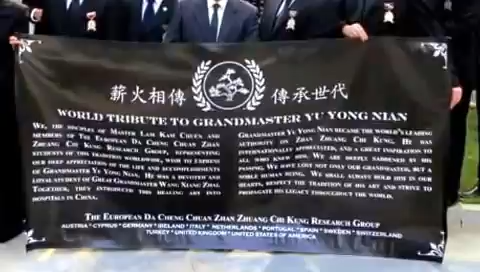 薪火相傳 傳承世代
WORLD TRIBUTE TO GRANDMASTER YU YONG NIAN
WE, THE DISCIPLES OF MASTER LAM KAM CHUEN AND
MEMBERS OF THE EUROPEAN DA CHENG CHUAN ZHAN
ZHUANG CHI KUNG RESEARCH GROUP, REPRESENTING
STUDENTS OF THIS TRADITION WORLDWIDE, WISH TO EXPRESS
OUR DEEP APPRECIATION OF THE LIFE AND ACCOMPLISHMENTS
OF GRANDMASTER YU YONG NIAN. HE WAS A DEVOTED AND
LOYAL STUDENT OF GREAT GRANDMASTER WANG XIANG ZHAI.
TOGETHER, THEY INTRODUCED THIS HEALING ART INTO
HOSPITALS IN CHINA.
GRANDMASTER YU YONG NIAN BECAME THE WORLD'S LEADING
AUTHORITY ON ZHAN ZHUANG CHI KUNG. HE WAS
INTERNATIONALLY APPRECIATED, AND A GREAT INSPIRATION TO
ALL WHO KNEW HIM. WE ARE DEEPLY SADDENED BY HIS
PASSING. WE HAVE LOST NOT ONLY OUR GRANDMASTER, BUT A
NOBLE HUMAN BEING. WE SHALL ALWAYS HOLD HIM IN OUR
HEARTS, RESPECT THE TRADITION OF HIS ART AND STRIVE TO
PROPAGATE HIS LEGACY THROUGHOUT THE WORLD.
THE EUROPEAN DA CHENG CHUAN ZHAN ZHUANG CHI KUNG RESEARCH GROUP
AUSTRIA * CYPRUS * GERMANY * IRELAND * ITALY * NETHERLANDS * PORTUGAL * SPAIN * SWEDEN * SWITZERLAND
TURKEY * UNITED KINGDOM * UNITED STATES OF AMERICA